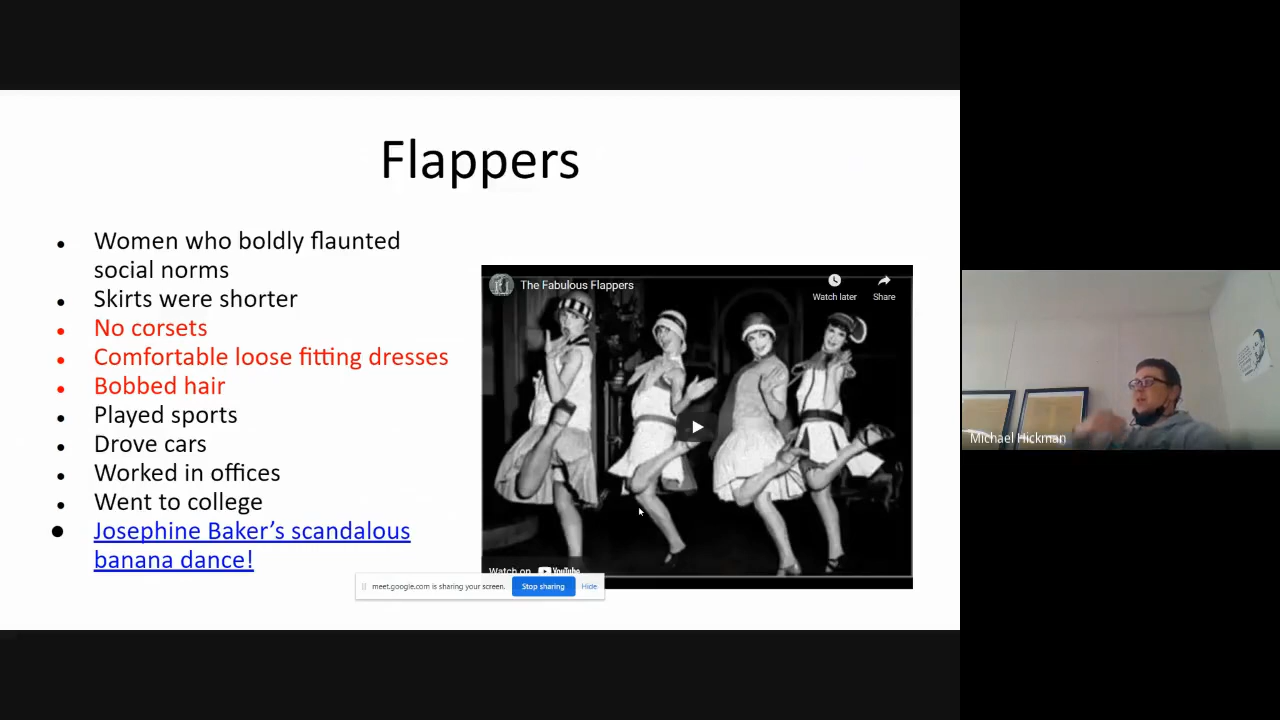 Flappers
Women who boldly flaunted
social norms
Skirts were shorter
No corsets
Comfortable loose fitting dresses
Bobbed hair
Played sports
Drove cars
Worked in offices
Went to college
Josephine Baker’s scandalous
banana dance!
The Fabulous Flappers
Watch later
Share
Watch on YouTube
meet.google.com is sharing your screen.
Stop sharing
Hide
Michael Hickman